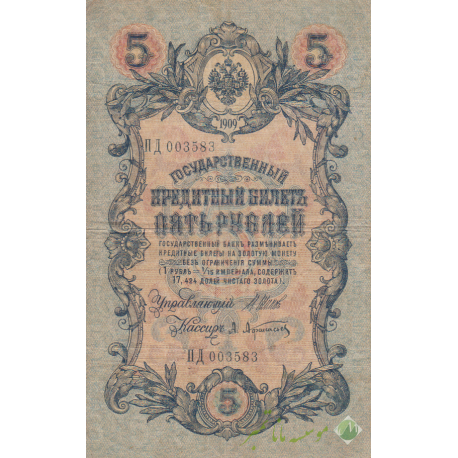 5 5
1909
ПД 003583
ГОСУДАРСТВЕННЫЙ
КРЕДИТНЫЙ БИЛЕТЪ
ПЯТЬ РУБЛЕЙ
ГОСУДАРСТВЕННЫЙ БАНКЪ РАЗМѢНИВАЕТЪ
КРЕДИТНЫЕ БИЛЕТЫ НА ЗОЛОТУЮ МОНЕТУ
БЕЗЪ ОГРАНИЧЕНІЯ СУММЫ
(1 РУБЛЬ = 1/15 ИМПЕРІАЛА, СОДЕРЖИТЪ
17,424 ДОЛЕЙ ЧИСТАГО ЗОЛОТА).
Управляющій
Кассиръ
ПД 003583
5